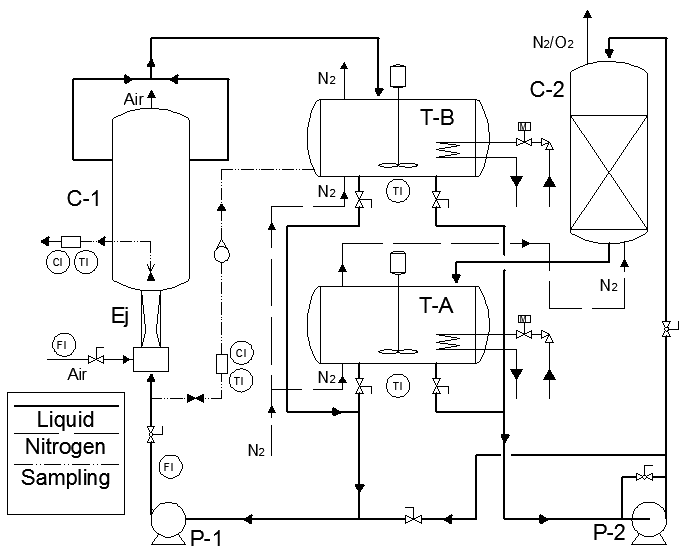 N2/O2
C-2
N2
Air
T-B
M
C-1
N2
TI
CI TI
T-A
N2
Ej
M
FI
Air
CI
TI
N2
TI
Liquid
Nitrogen
Sampling
N2
FI
P-1
P-2